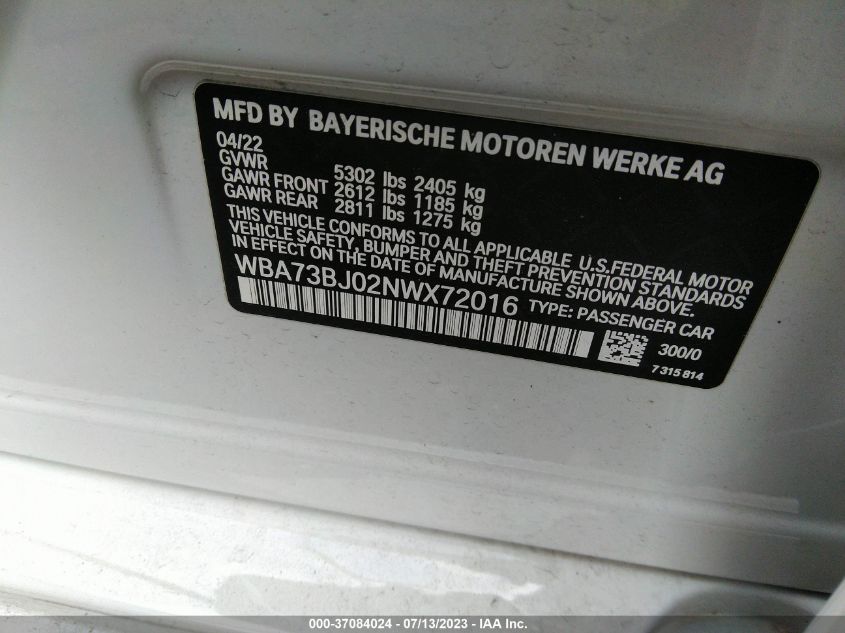 MFD BY BAYERISCHE MOTOREN WERKE AG
04/22
GVWR 5302 lbs 2405 kg
GAWR FRONT 2612 lbs 1185 kg
GAWR REAR 2811 lbs 1275 kg
THIS VEHICLE CONFORMS TO ALL APPLICABLE U.S.FEDERAL MOTOR
VEHICLE SAFETY, BUMPER AND THEFT PREVENTION STANDARDS
IN EFFECT ON THE DATE OF MANUFACTURE SHOWN ABOVE.
WBA73BJ02NWX72016 TYPE: PASSENGER CAR
300/0
7 315 814
000-37084024 - 07/13/2023 - IAA Inc.